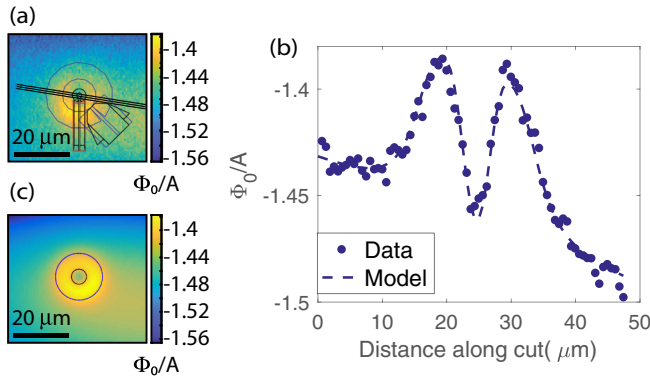 (a)
-1.4
-1.44
-1.48
-1.52
-1.56
20 μm
Φ₀/A
(b)
-1.4
-1.45
-1.5
Φ₀/A
0
10
20
30
40
50
Distance along cut( μm)
Data
Model
(c)
-1.4
-1.44
-1.48
-1.52
-1.56
20 μm
Φ₀/A